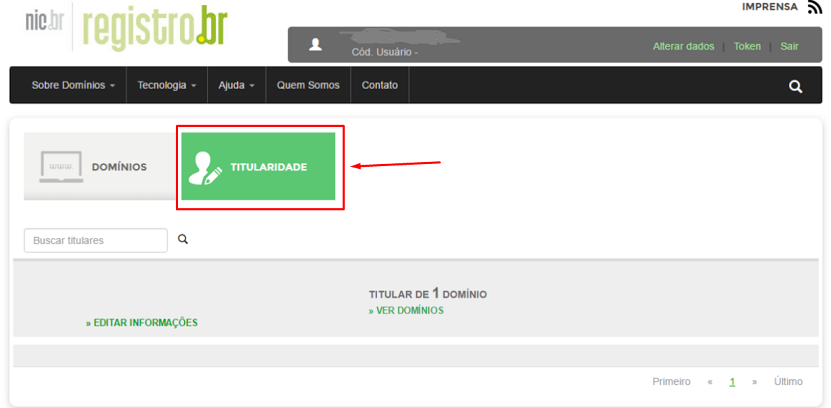 IMPRENSA
nic.br registro.br
Cód. Usuário -
Alterar dados | Token | Sair
Sobre Domínios Tecnologia Ajuda Quem Somos Contato
www. DOMÍNIOS TITULARIDADE
Buscar titulares
TITULAR DE 1 DOMÍNIO
» VER DOMÍNIOS
» EDITAR INFORMAÇÕES
Primeiro « 1 » Último